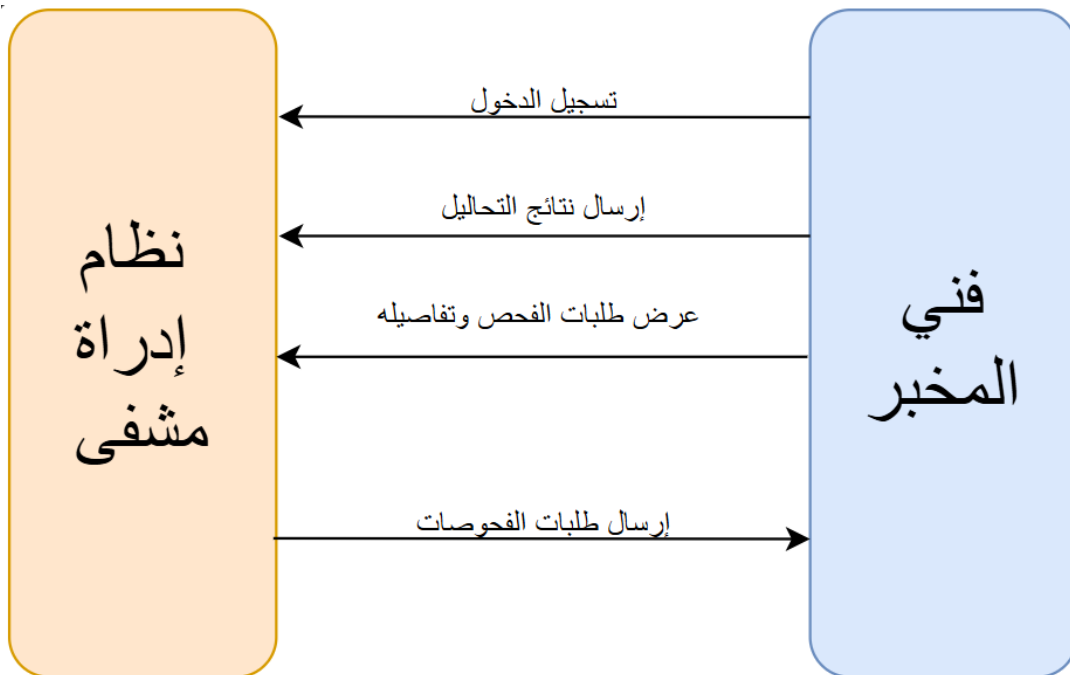 تسجيل الدخول
إرسال نتائج التحاليل
عرض طلبات الفحص وتفاصيله
إرسال طلبات الفحوصات
فني
المخبر
نظام
إدراة
مشفى